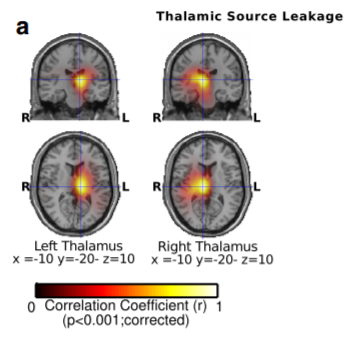 Thalamic Source Leakage
a
R L R L
R L R L
Left Thalamus Right Thalamus
x =-10 y=-20- z=10 x =-10 y=-20- z=10
0 Correlation Coefficient (r) 1
(p<0.001;corrected)